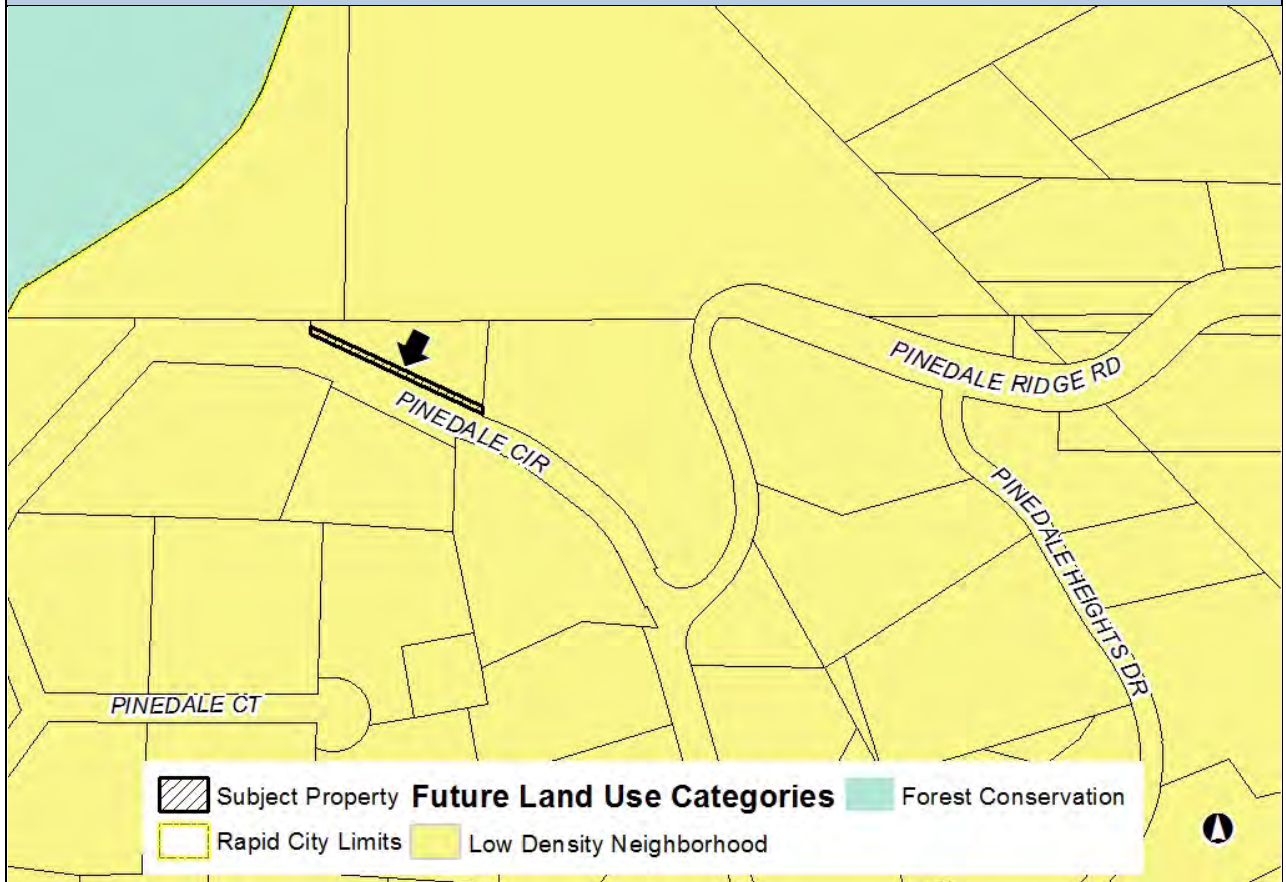 PINEDALE RIDGE RD
PINEDALE CIR
PINEDALE HEIGHTS DR
PINEDALE CT
Subject Property Future Land Use Categories Forest Conservation
Rapid City Limits Low Density Neighborhood